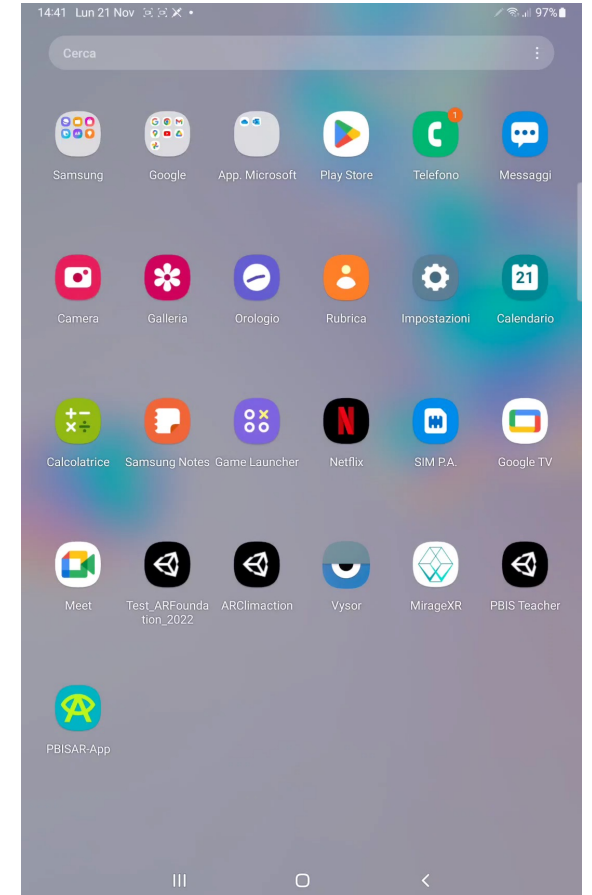 14:41 Lun 21 Nov
97%
Cerca
1
Samsung
Google
App. Microsoft
Play Store
Telefono
Messaggi
21
Camera
Galleria
Orologio
Rubrica
Impostazioni
Calendario
Calcolatrice
Samsung Notes
Game Launcher
Netflix
SIM P.A.
Google TV
Meet
Test_ARFounda
tion_2022
ARClimaction
Vysor
MirageXR
PBIS Teacher
PBISAR-App